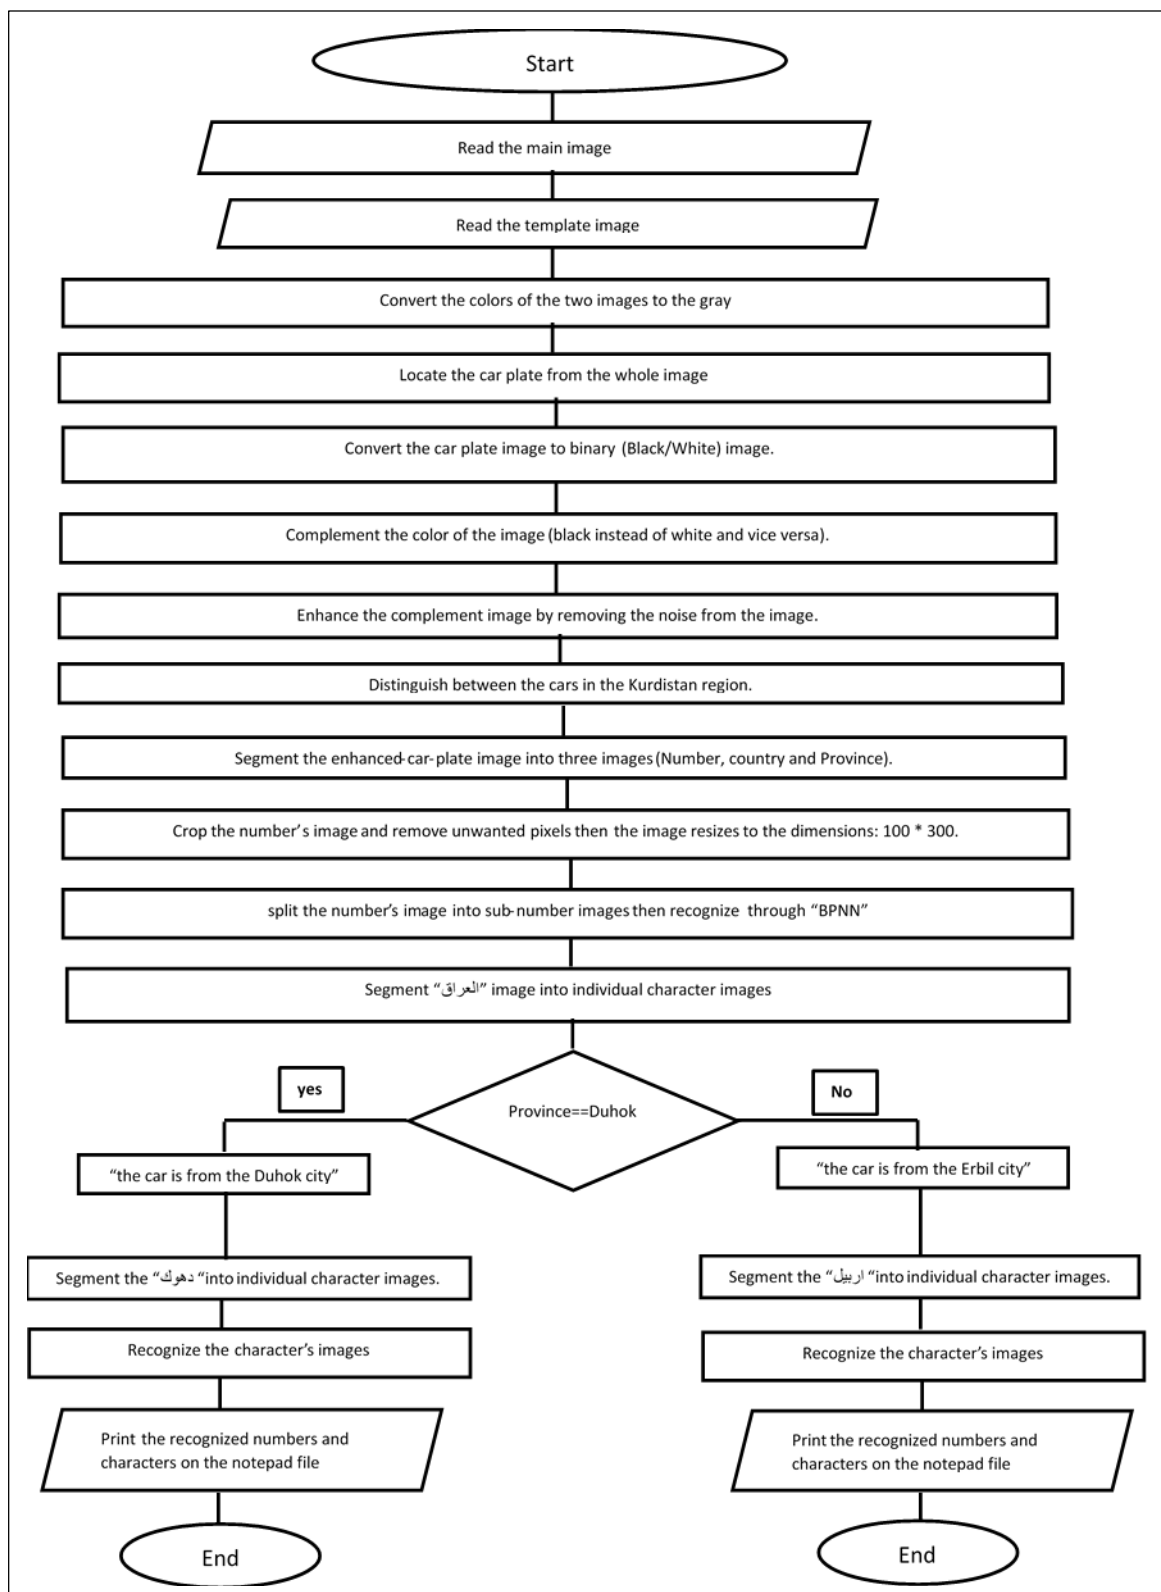 Start
Read the main image
Read the template image
Convert the colors of the two images to the gray
Locate the car plate from the whole image
Convert the car plate image to binary (Black/White) image.
Complement the color of the image (black instead of white and vice versa).
Enhance the complement image by removing the noise from the image.
Distinguish between the cars in the Kurdistan region.
Segment the enhanced-car-plate image into three images (Number, country and Province).
Crop the number’s image and remove unwanted pixels then the image resizes to the dimensions: 100 * 300.
split the number’s image into sub-number images then recognize through “BPNN”
Segment “العراق” image into individual character images
Province==Duhok
yes
“the car is from the Duhok city”
Segment the “دهوك “into individual character images.
Recognize the character’s images
Print the recognized numbers and
characters on the notepad file
End
No
“the car is from the Erbil city”
Segment the “اربيل “into individual character images.
Recognize the character’s images
Print the recognized numbers and
characters on the notepad file
End